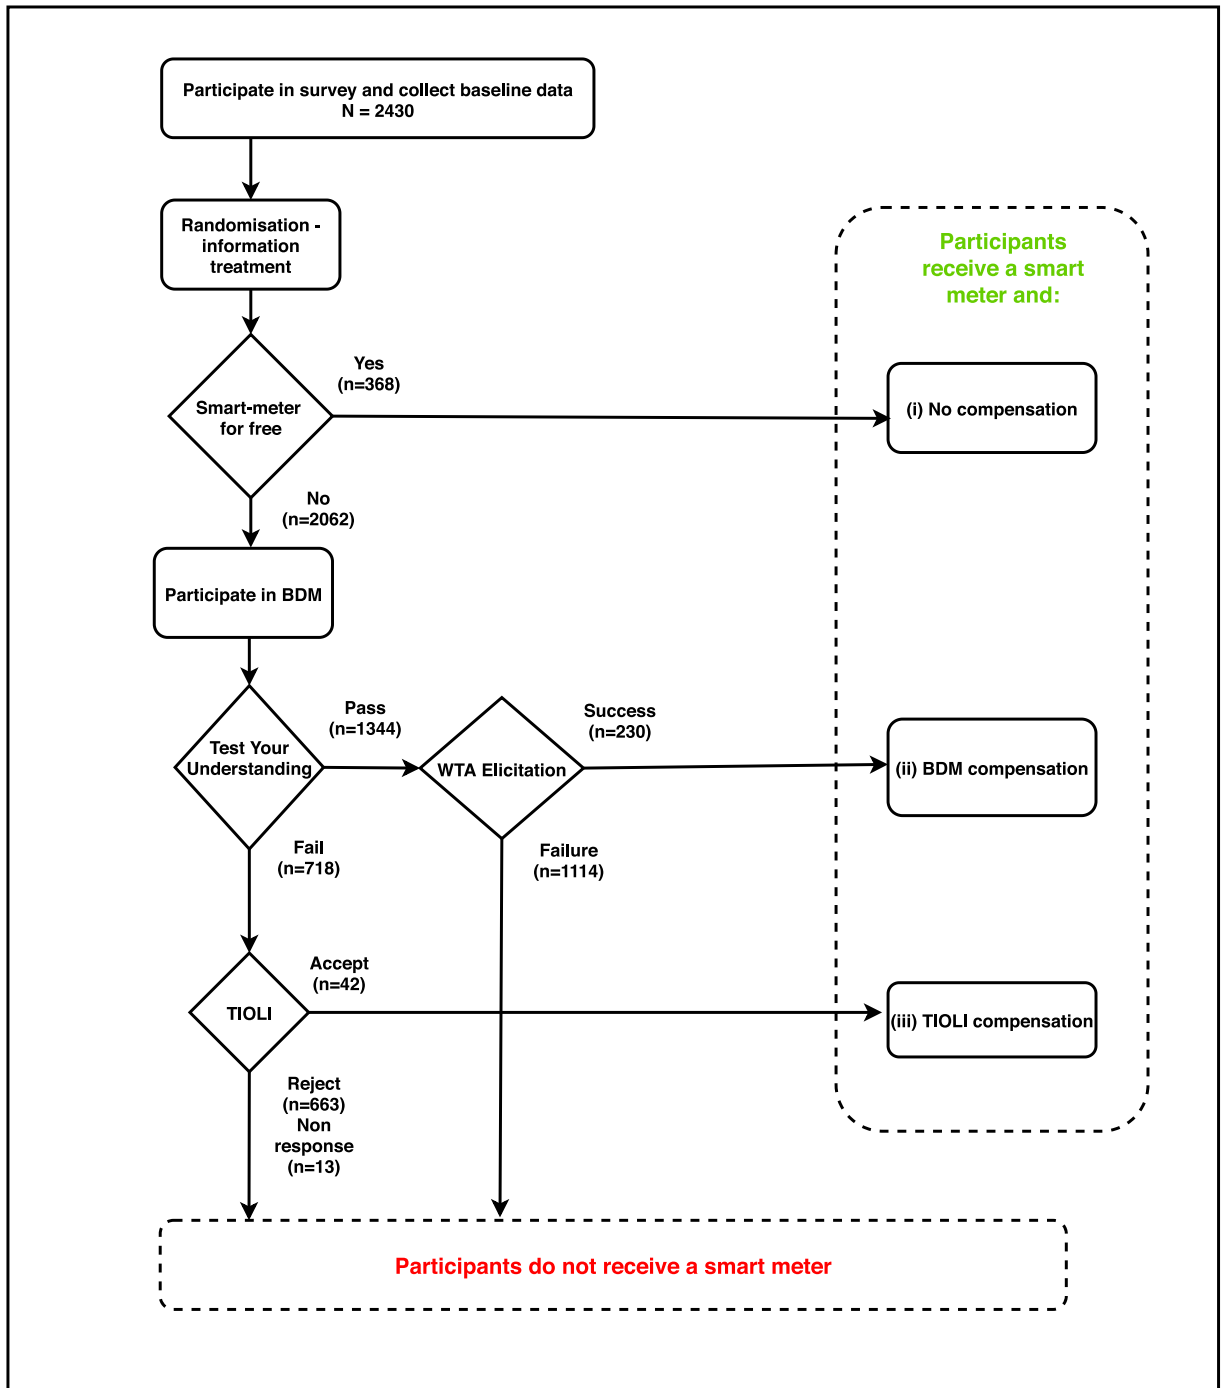 Participate in survey and collect baseline data
N = 2430
Randomisation -
information
treatment
Participants
receive a smart
meter and:
Yes
(n=368)
Smart-meter
for free
(i) No compensation
No
(n=2062)
Participate in BDM
Pass
(n=1344)
Success
(n=230)
Test Your
Understanding
WTA Elicitation
(ii) BDM compensation
Fail
(n=718)
Failure
(n=1114)
Accept
(n=42)
TIOLI
(iii) TIOLI compensation
Reject
(n=663)
Non
response
(n=13)
Participants do not receive a smart meter